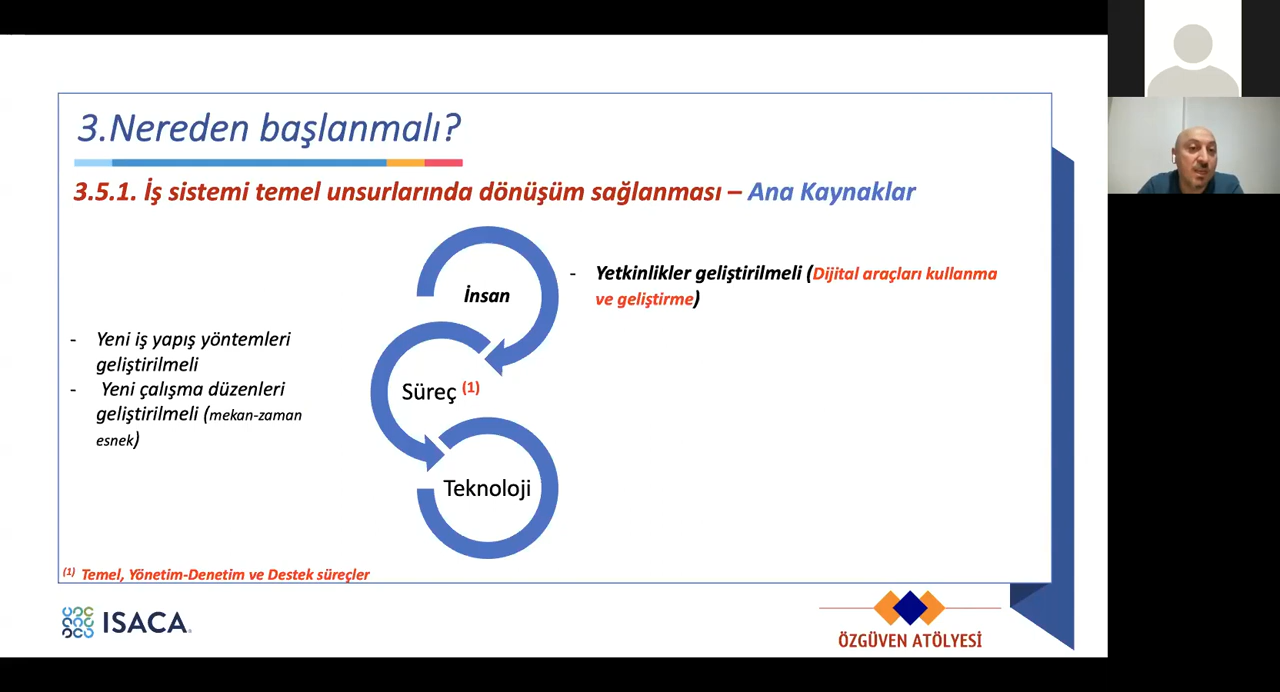 3.Nereden başlanmalı?
3.5.1. İş sistemi temel unsurlarında dönüşüm sağlanması – Ana Kaynaklar
İnsan
- Yetkinlikler geliştirilmeli (Dijital araçları kullanma
ve geliştirme)
- Yeni iş yapış yöntemleri
geliştirilmeli
- Yeni çalışma düzenleri
geliştirilmeli (mekan-zaman
esnek)
Süreç (1)
Teknoloji
(1) Temel, Yönetim-Denetim ve Destek süreçler
ISACA.
ÖZGÜVEN ATÖLYESİ